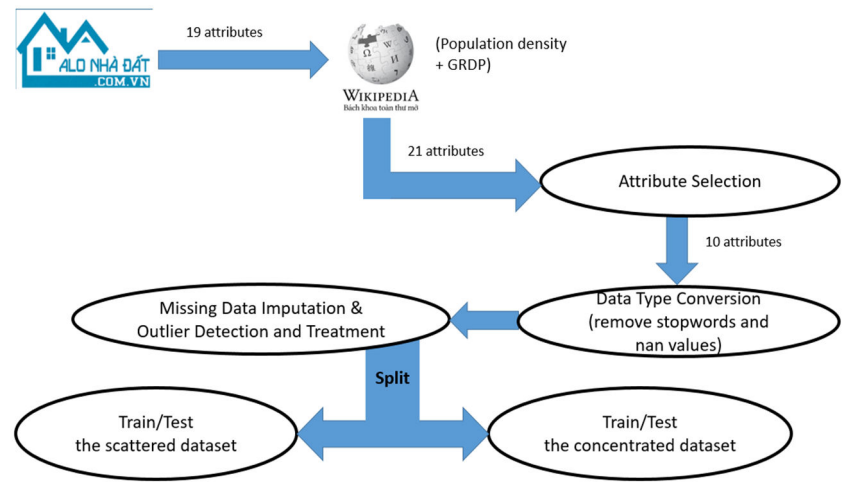 ALO NHÀ ĐẤT
.COM.VN
19 attributes
WIKIPEDIA
Bách khoa toàn thư mở
(Population density
+ GRDP)
21 attributes
Attribute Selection
10 attributes
Data Type Conversion
(remove stopwords and
nan values)
Missing Data Imputation &
Outlier Detection and Treatment
Split
Train/Test
the scattered dataset
Train/Test
the concentrated dataset